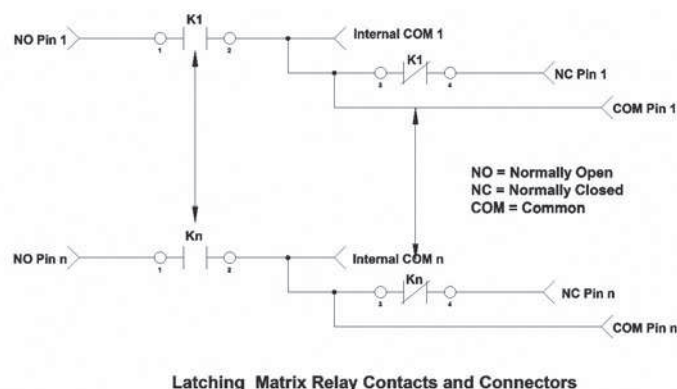 K1
NO Pin 1
1
2
Internal COM 1
K1
3
4
NC Pin 1
COM Pin 1
NO = Normally Open
NC = Normally Closed
COM = Common
Kn
NO Pin n
1
2
Internal COM n
Kn
3
4
NC Pin n
COM Pin n
Latching Matrix Relay Contacts and Connectors